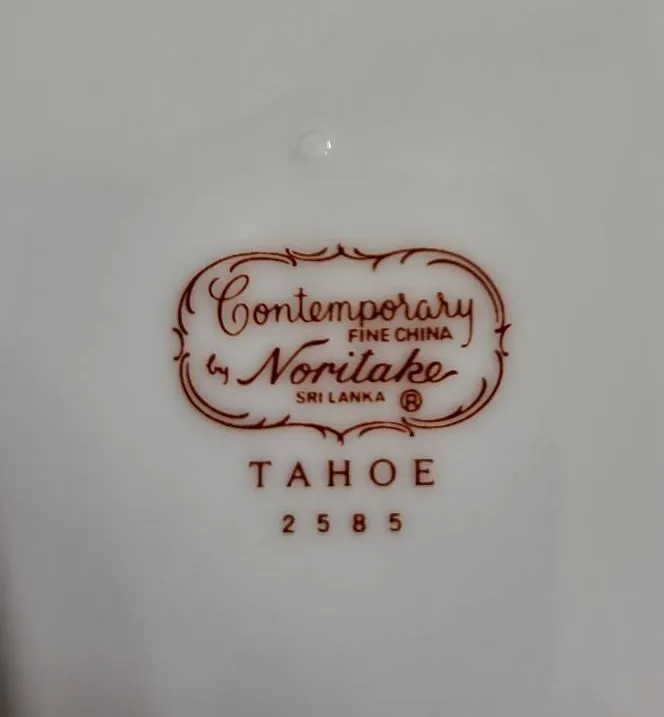 Contemporary
FINE CHINA
by Noritake
SRI LANKA ®
TAHOE
2585